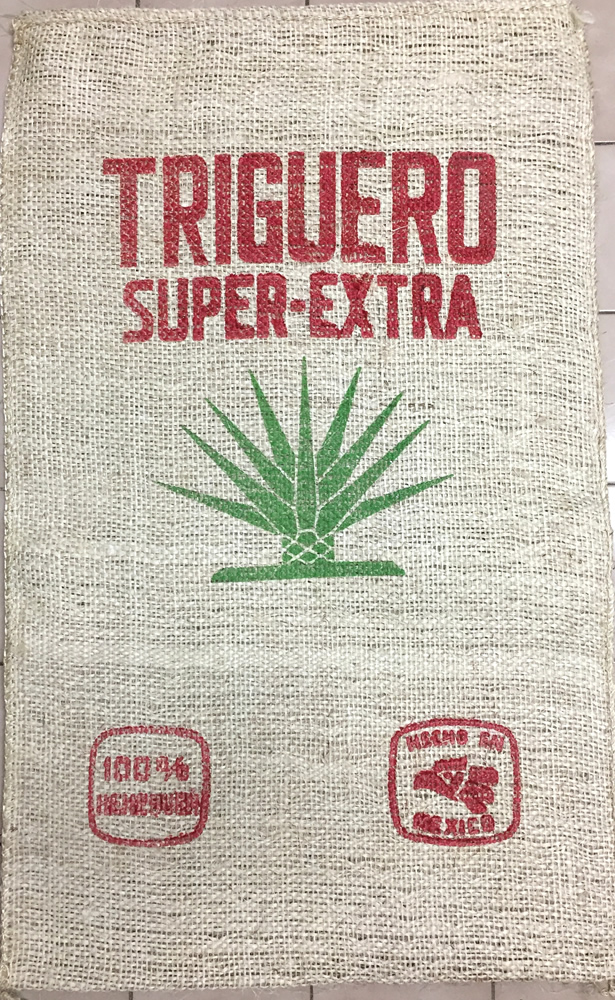 TRIGUERO
SUPER-EXTRA
100%
HENEQUEN
HECHO EN
MEXICO